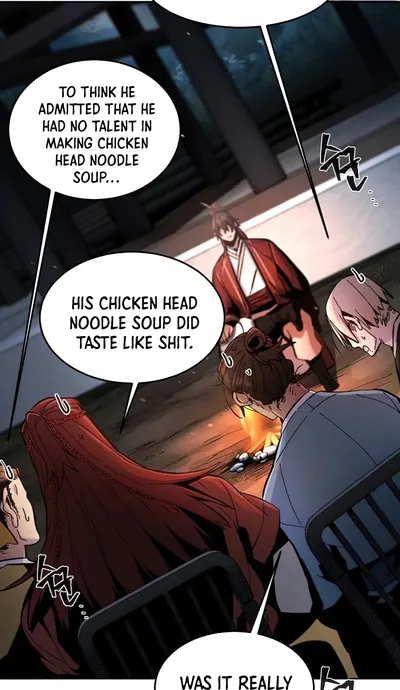 TO THINK HE
ADMITTED THAT HE
HAD NO TALENT IN
MAKING CHICKEN
HEAD NOODLE
SOUP...
HIS CHICKEN HEAD
NOODLE SOUP DID
TASTE LIKE SHIT.
WAS IT REALLY